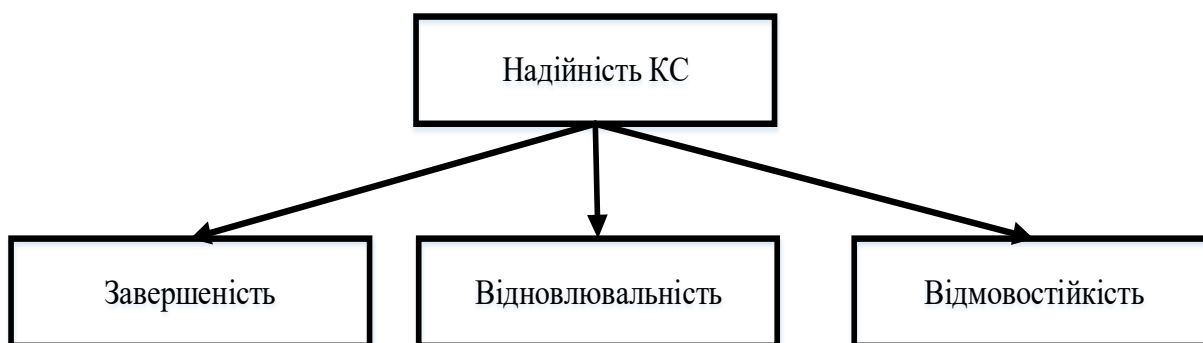 Надійність КС
Завершеність
Відновлювальність
Відмовостійкість